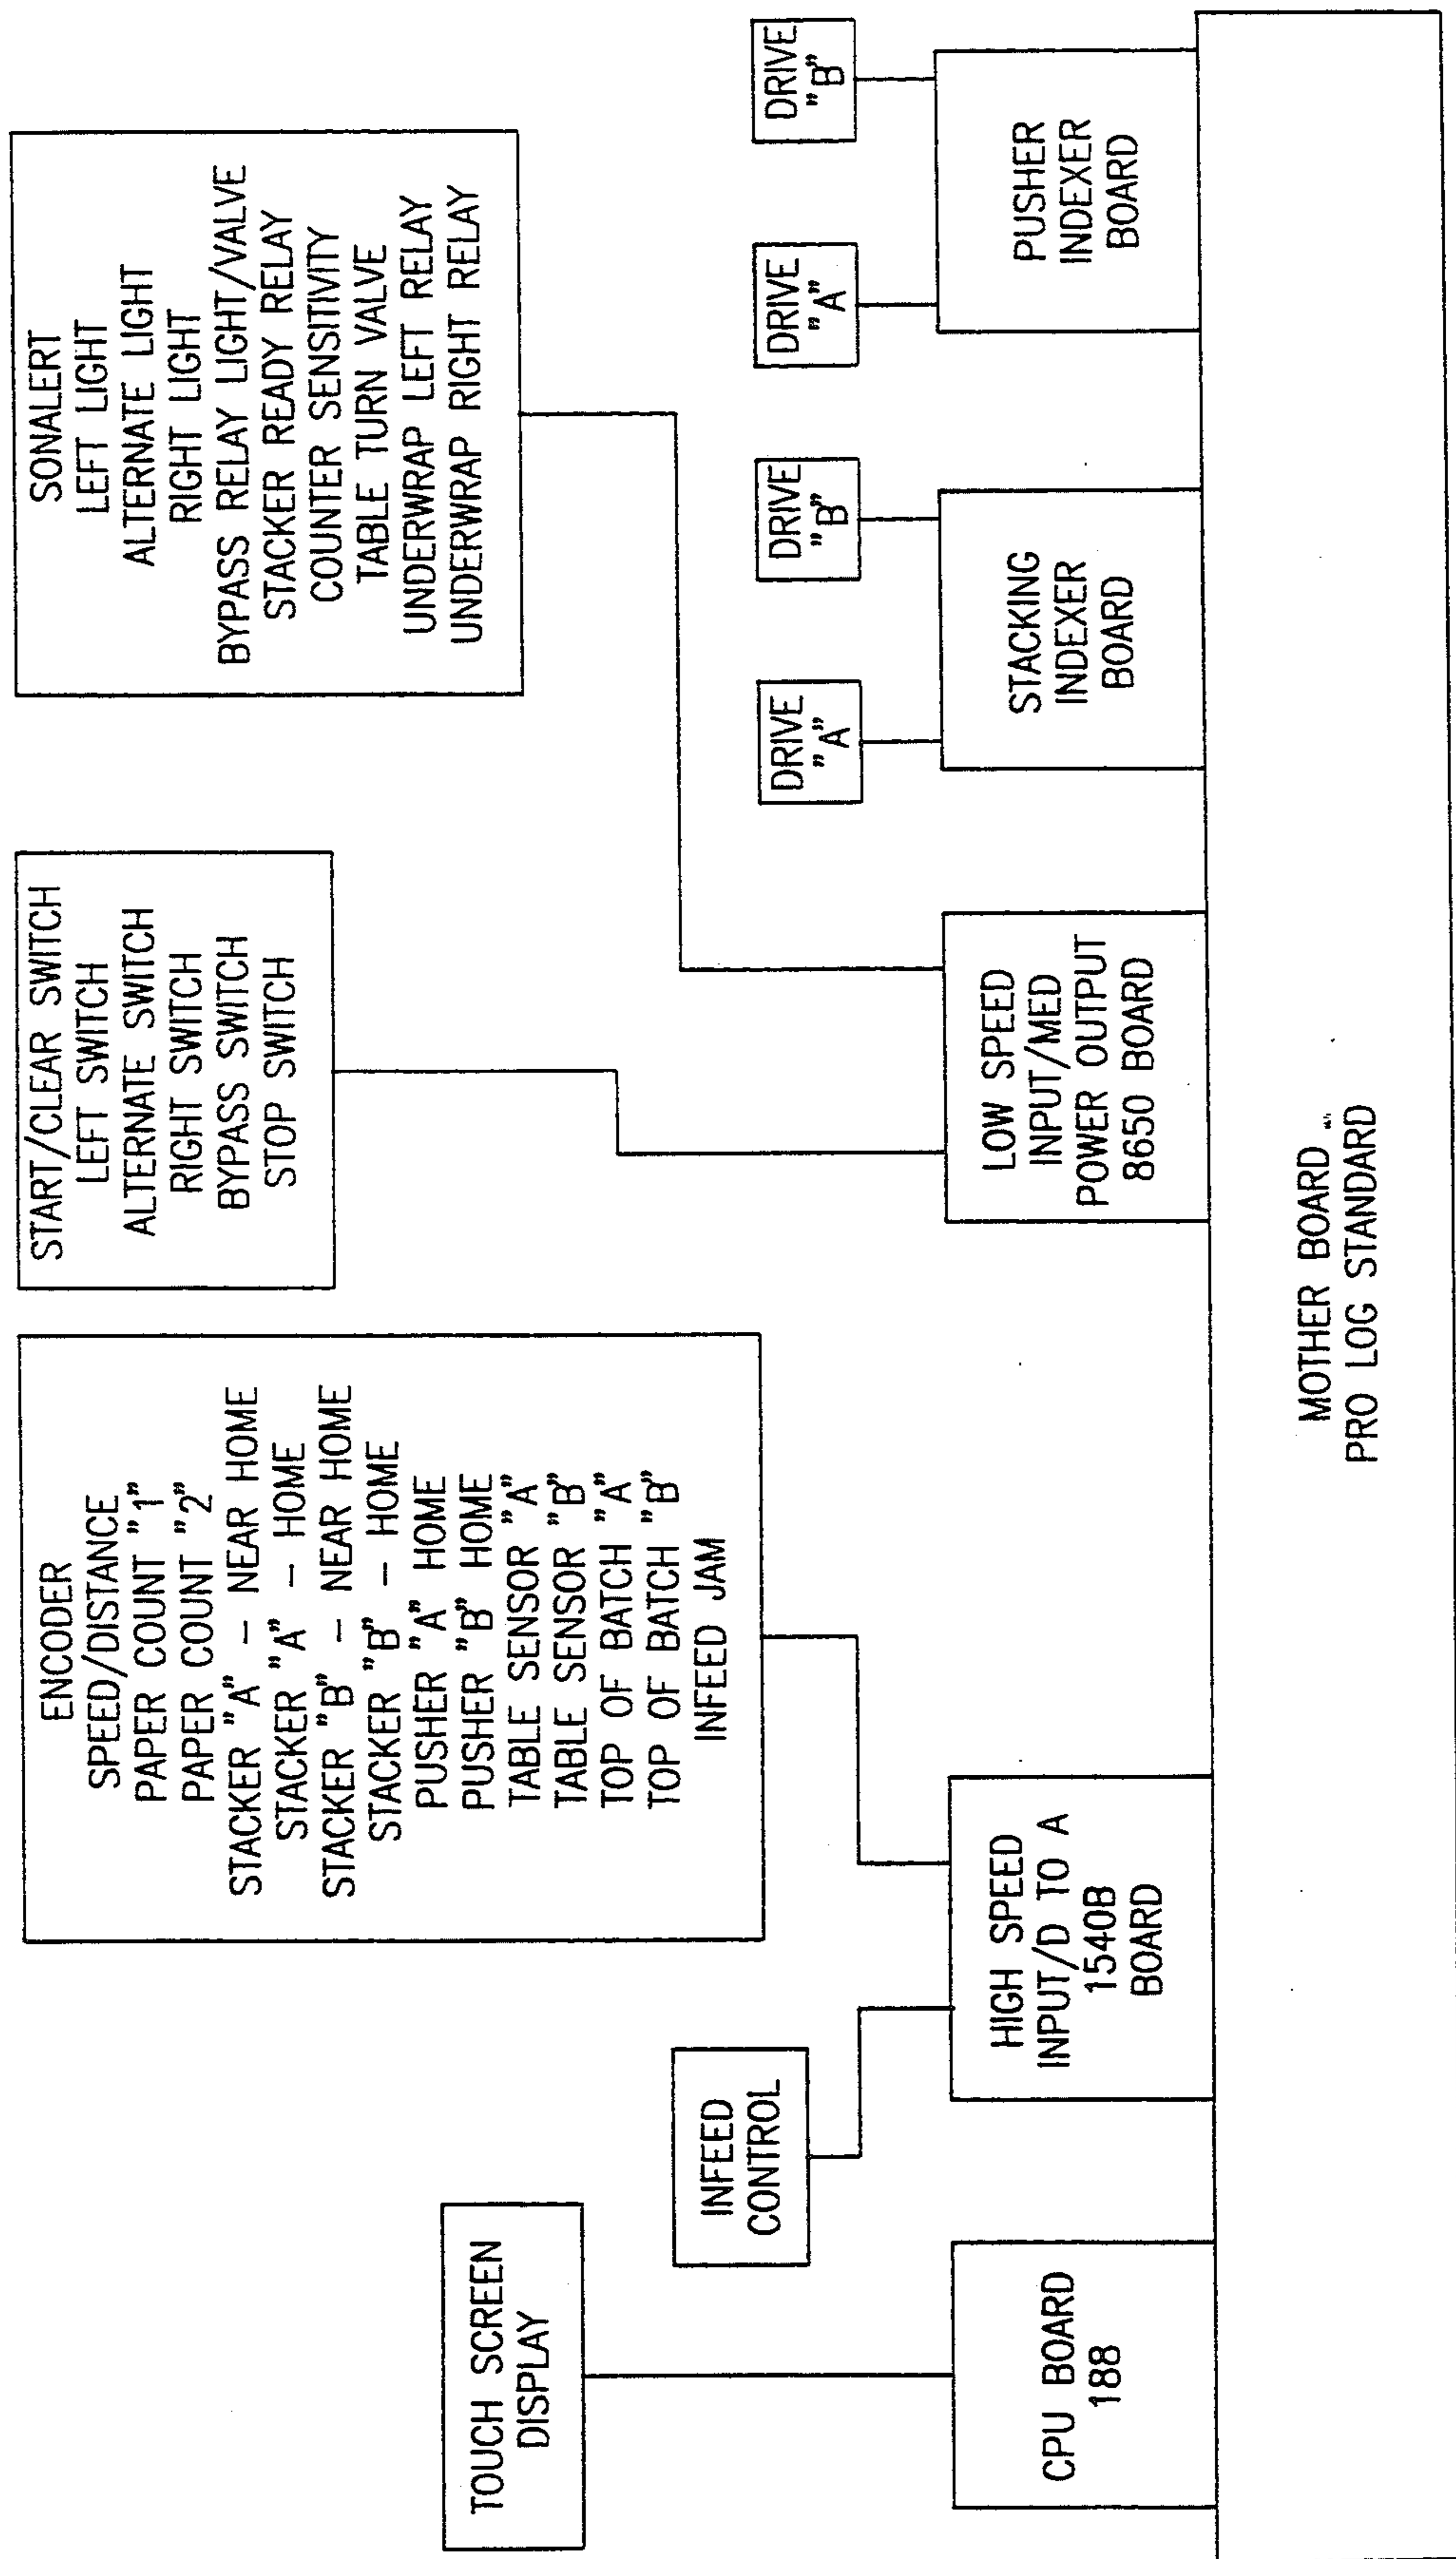 TOUCH SCREEN
DISPLAY
CPU BOARD
188
INFEED
CONTROL
ENCODER
SPEED/DISTANCE
PAPER COUNT "1"
PAPER COUNT "2"
STACKER "A" – NEAR HOME
STACKER "A" – HOME
STACKER "B" – NEAR HOME
STACKER "B" – HOME
PUSHER "A" HOME
PUSHER "B" HOME
TABLE SENSOR "A"
TABLE SENSOR "B"
TOP OF BATCH "A"
TOP OF BATCH "B"
INFEED JAM
HIGH SPEED
INPUT/D TO A
1540B
BOARD
START/CLEAR SWITCH
LEFT SWITCH
ALTERNATE SWITCH
RIGHT SWITCH
BYPASS SWITCH
STOP SWITCH
SONALERT
LEFT LIGHT
ALTERNATE LIGHT
RIGHT LIGHT
BYPASS RELAY LIGHT/VALVE
STACKER READY RELAY
COUNTER SENSITIVITY
TABLE TURN VALVE
UNDERWRAP LEFT RELAY
UNDERWRAP RIGHT RELAY
LOW SPEED
INPUT/MED
POWER OUTPUT
8650 BOARD
DRIVE
"A"
DRIVE
"B"
STACKING
INDEXER
BOARD
DRIVE
"A"
DRIVE
"B"
PUSHER
INDEXER
BOARD
MOTHER BOARD
PRO LOG STANDARD